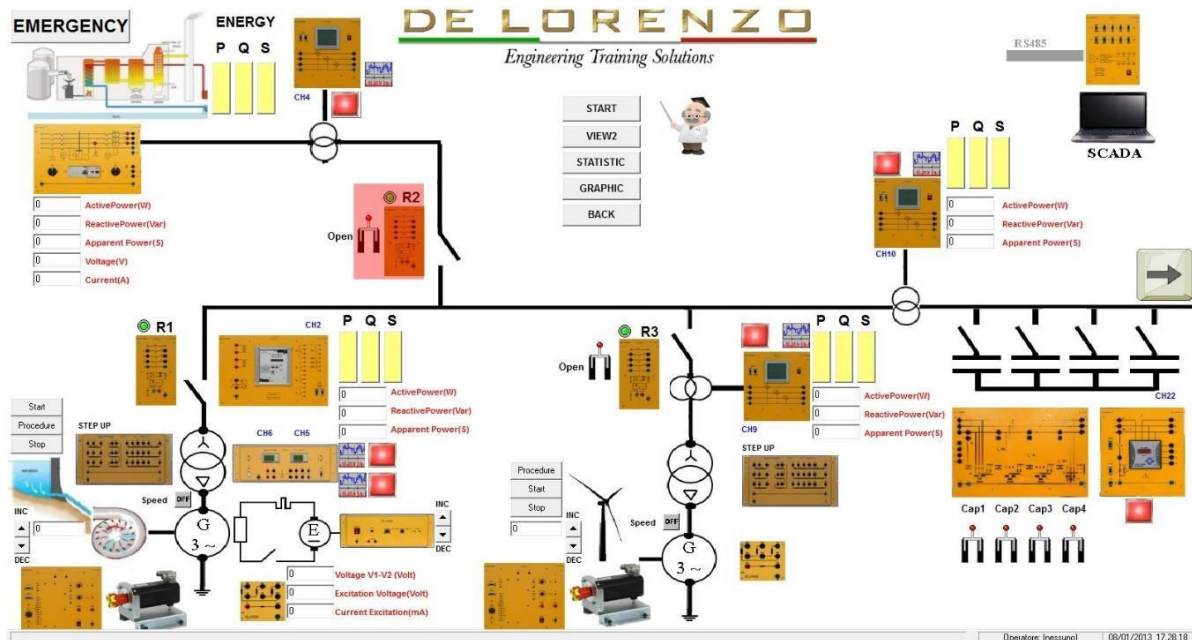 EMERGENCY
ENERGY
P Q S
CH4
DE LORENZO
Engineering Training Solutions
START
VIEW2
STATISTIC
GRAPHIC
BACK
RS485
SCADA
0 ActivePower(W)
0 ReactivePower(Var)
0 Apparent Power(S)
0 Voltage(V)
0 Current(A)
R2
Open
P Q S
CH10
0 ActivePower(W)
0 ReactivePower(Var)
0 Apparent Power(S)
R1
CH2
P Q S
0 ActivePower(W)
0 ReactivePower(Var)
0 Apparent Power(S)
R3
Open
P Q S
CH9
0 ActivePower(W)
0 ReactivePower(Var)
0 Apparent Power(S)
CH22
Start
Procedure
Stop
STEP UP
CH6 CH5
Speed OFF
INC
0
DEC
G
3 ~
E
INC
DEC
0 Voltage V1-V2 (Volt)
0 Excitation Voltage(Volt)
0 Current Excitation(mA)
Procedure
Start
Stop
0
INC
DEC
Speed OFF
G
3 ~
STEP UP
Cap1 Cap2 Cap3 Cap4
Operatore: (nessuno) 08/01/2013 17.28.18